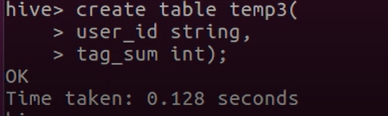 hive> create table temp3(
    > user_id string,
    > tag_sum int);
OK
Time taken: 0.128 seconds